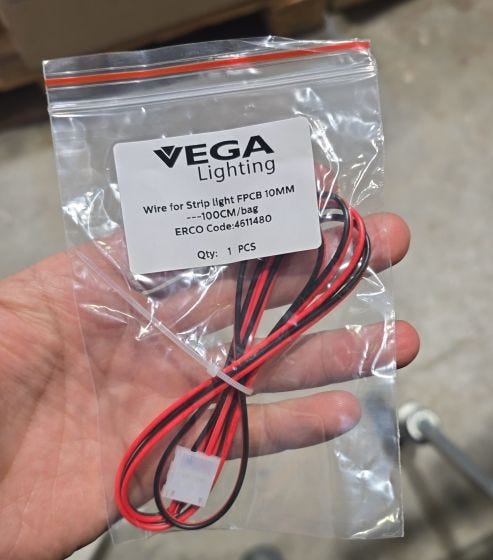 VEGA
Lighting
Wire for Strip light FPCB 10MM
---100CM/bag
ERCO Code:4611480
Qty: 1 PCS